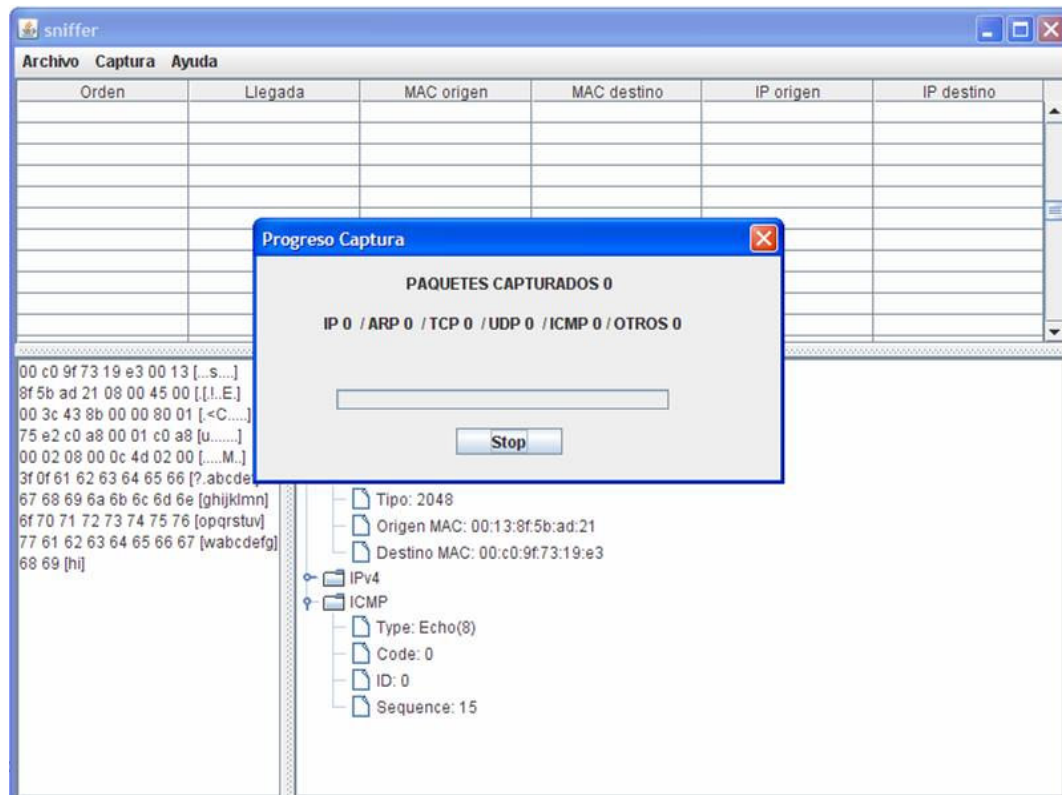 sniffer
Archivo Captura Ayuda
Orden Llegada MAC origen MAC destino IP origen IP destino
Progreso Captura
PAQUETES CAPTURADOS 0
IP 0 / ARP 0 / TCP 0 / UDP 0 / ICMP 0 / OTROS 0
Stop
00 c0 9f 73 19 e3 00 13 [...s....]
8f 5b ad 21 08 00 45 00 [.[.!..E.]
00 3c 43 8b 00 00 80 01 [.<C.....]
75 e2 c0 a8 00 01 c0 a8 [u.......]
00 02 08 00 0c 4d 02 00 [.....M..]
3f 0f 61 62 63 64 65 66 [?.abcde
67 68 69 6a 6b 6c 6d 6e [ghijklmn]
6f 70 71 72 73 74 75 76 [opqrstuv]
77 61 62 63 64 65 66 67 [wabcdefg]
68 69 [hi]
Tipo: 2048
Origen MAC: 00:13:8f:5b:ad:21
Destino MAC: 00:c0:9f:73:19:e3
IPv4
ICMP
Type: Echo(8)
Code: 0
ID: 0
Sequence: 15